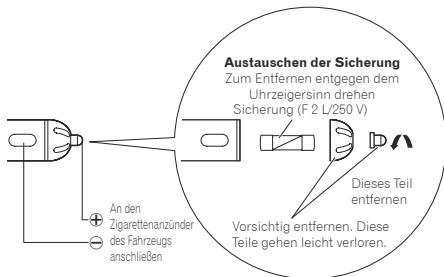 Austauschen der Sicherung
Zum Entfernen entgegen dem
Uhrzeigersinn drehen
Sicherung (F 2 L/250 V)
Dieses Teil
entfernen
Vorsichtig entfernen. Diese
Teile gehen leicht verloren.
An den
Zigarettenanzünder
des Fahrzeugs
anschließen